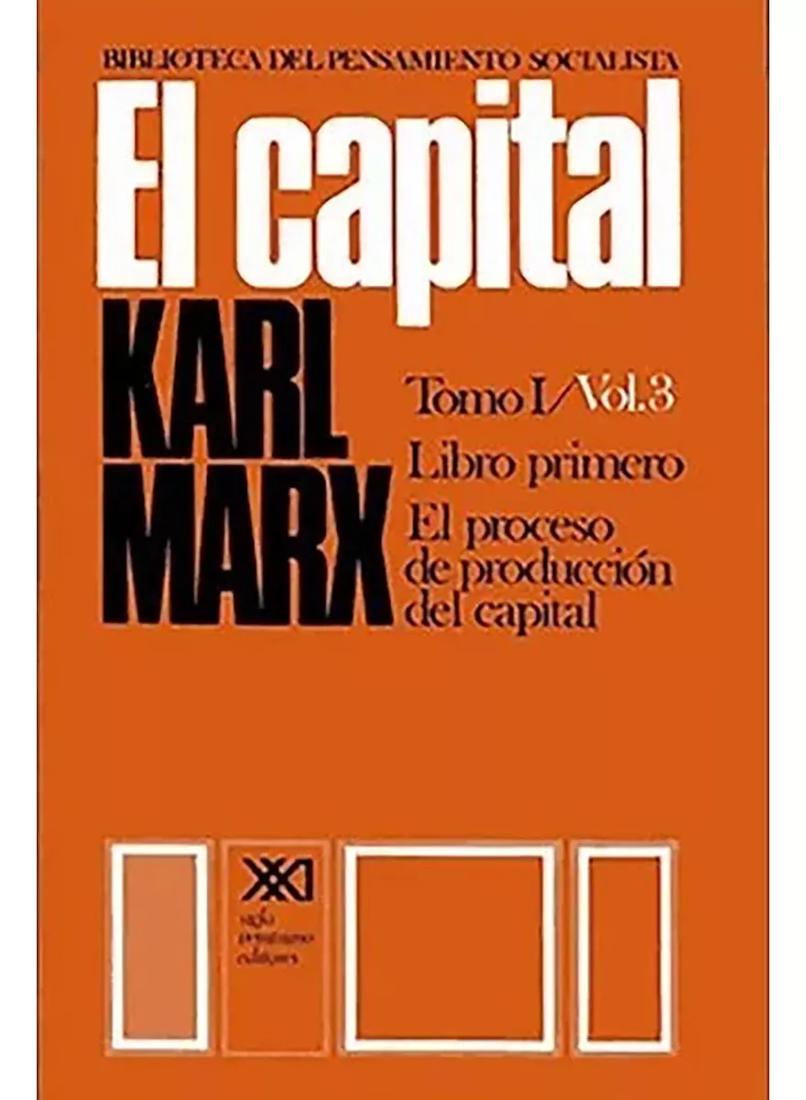 BIBLIOTECA DEL PENSAMIENTO SOCIALISTA
El capital
KARL
MARX
Tomo I/Vol.3
Libro primero
El proceso
de producción
del capital
siglo
veintiuno
editores